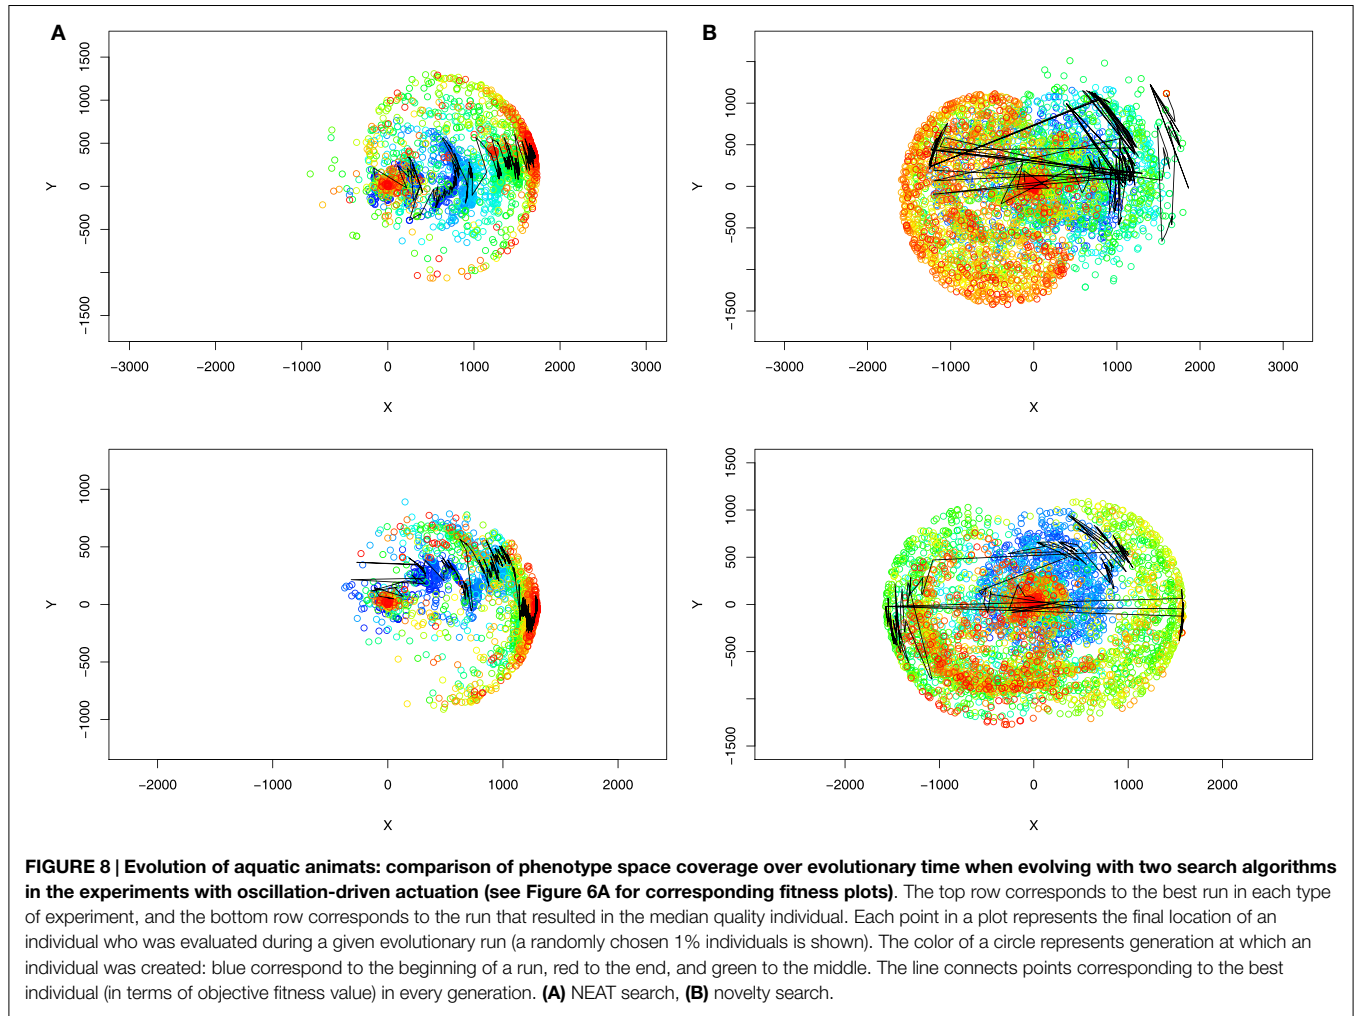 A
B
1500
1000
500
0
−500
−1500
Y
−3000 −2000 −1000 0 1000 2000 3000
X
1000
500
0
−500
−1500
Y
−3000 −2000 −1000 0 1000 2000 3000
X
1000
500
0
−500
−1000
Y
−2000 −1000 0 1000 2000
X
1500
1000
500
0
−500
−1500
Y
−2000 −1000 0 1000 2000
X
FIGURE 8 | Evolution of aquatic animats: comparison of phenotype space coverage over evolutionary time when evolving with two search algorithms
in the experiments with oscillation-driven actuation (see Figure 6A for corresponding fitness plots). The top row corresponds to the best run in each type
of experiment, and the bottom row corresponds to the run that resulted in the median quality individual. Each point in a plot represents the final location of an
individual who was evaluated during a given evolutionary run (a randomly chosen 1% individuals is shown). The color of a circle represents generation at which an
individual was created: blue correspond to the beginning of a run, red to the end, and green to the middle. The line connects points corresponding to the best
individual (in terms of objective fitness value) in every generation. (A) NEAT search, (B) novelty search.